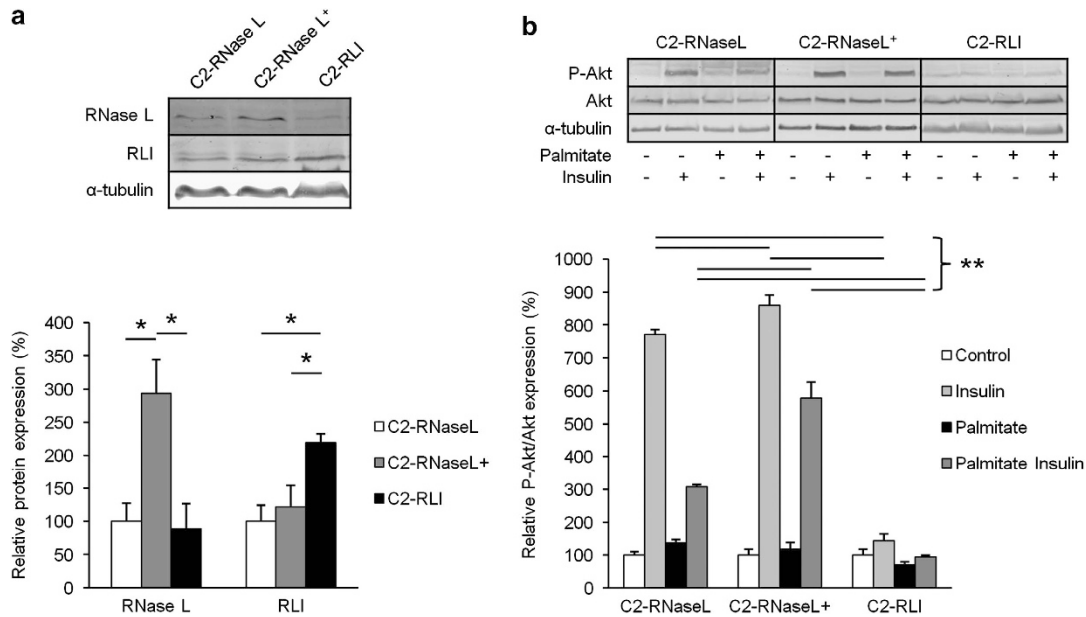 a
C2-RNase L
C2-RNase L⁺
C2-RLI
RNase L
RLI
α-tubulin
Relative protein expression (%)
400
350
300
250
200
150
100
50
0
* *
*
*
RNase L RLI
C2-RNaseL
C2-RNaseL+
C2-RLI
b
C2-RNaseL C2-RNaseL⁺ C2-RLI
P-Akt
Akt
α-tubulin
Palmitate - - + + - - + + - - + +
Insulin - + - + - + - + - + - +
Relative P-Akt/Akt expression (%)
1000
900
800
700
600
500
400
300
200
100
0
**
C2-RNaseL C2-RNaseL+ C2-RLI
Control
Insulin
Palmitate
Palmitate Insulin